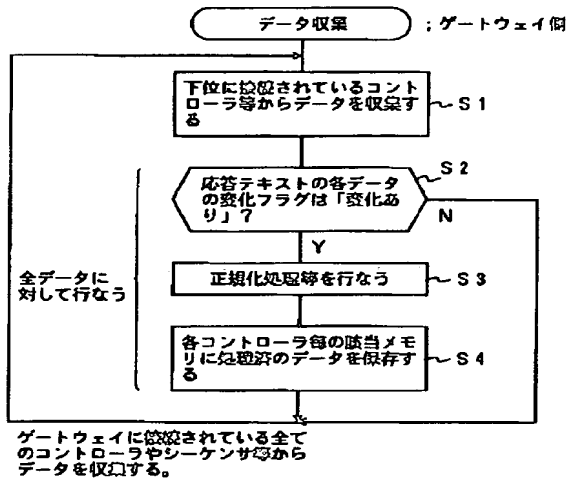 データ収集
;ゲートウェイ側
下位に接続されているコント
ローラ等からデータを収集す
る
S1
S2
応答テキストの各データ
の変化フラグは「変化あ
り」?
N
Y
全データに
対して行なう
正規化処理等を行なう
S3
各コントローラ毎の該当メモ
リに処理済のデータを保存す
る
S4
ゲートウェイに接続されている全て
のコントローラやシーケンサ等から
データを収集する。